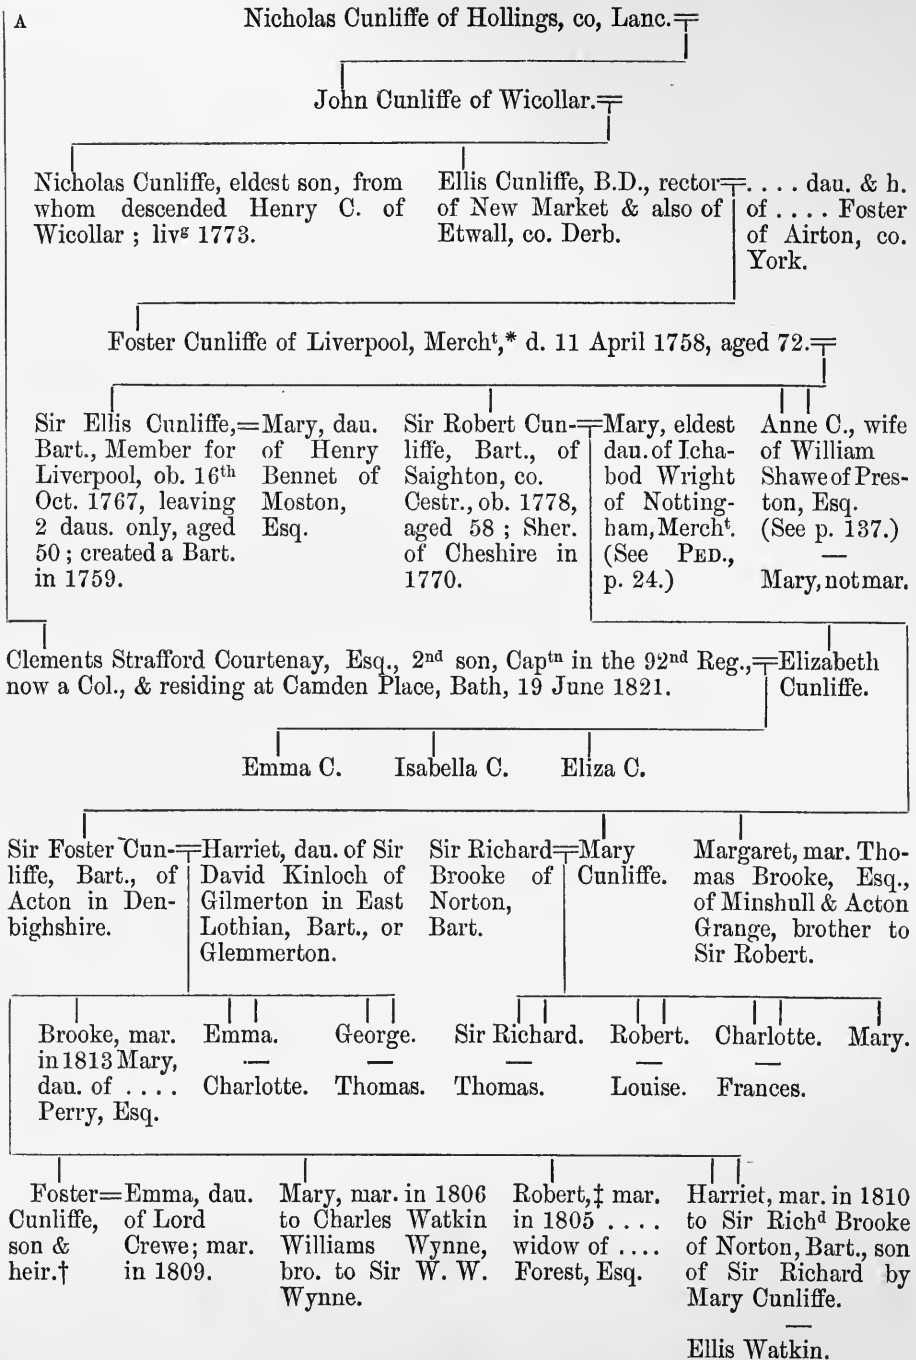 A
Nicholas Cunliffe of Hollings, co, Lanc.
John Cunliffe of Wicollar.
Nicholas Cunliffe, eldest son, from
whom descended Henry C. of
Wicollar ; livᵍ 1773.
Ellis Cunliffe, B.D., rector
of New Market & also of
Etwall, co. Derb.
. . . . dau. & h.
of . . . . Foster
of Airton, co.
York.
Foster Cunliffe of Liverpool, Merchᵗ,* d. 11 April 1758, aged 72.
Sir Ellis Cunliffe,=
Bart., Member for
Liverpool, ob. 16ᵗʰ
Oct. 1767, leaving
2 daus. only, aged
50 ; created a Bart.
in 1759.
Mary, dau.
of Henry
Bennet of
Moston,
Esq.
Sir Robert Cun-
liffe, Bart., of
Saighton, co.
Cestr., ob. 1778,
aged 58 ; Sher.
of Cheshire in
1770.
Mary, eldest
dau. of Icha-
bod Wright
of Notting-
ham, Merchᵗ.
(See PED.,
p. 24.)
Anne C., wife
of William
Shawe of Pres-
ton, Esq.
(See p. 137.)
—
Mary, not mar.
Clements Strafford Courtenay, Esq., 2ⁿᵈ son, Capᵗⁿ in the 92ⁿᵈ Reg.,
now a Col., & residing at Camden Place, Bath, 19 June 1821.
Elizabeth
Cunliffe.
Emma C. Isabella C. Eliza C.
Sir Foster Cun-
liffe, Bart., of
Acton in Den-
bighshire.
Harriet, dau. of Sir
David Kinloch of
Gilmerton in East
Lothian, Bart., or
Glemmerton.
Sir Richard
Brooke of
Norton,
Bart.
Mary
Cunliffe.
Margaret, mar. Tho-
mas Brooke, Esq.,
of Minshull & Acton
Grange, brother to
Sir Robert.
Brooke, mar.
in 1813 Mary,
dau. of . . . .
Perry, Esq.
Emma.
—
Charlotte.
George.
—
Thomas.
Sir Richard.
—
Thomas.
Robert.
—
Louise.
Charlotte.
—
Frances.
Mary.
Foster=
Cunliffe,
son &
heir.†
Emma, dau.
of Lord
Crewe; mar.
in 1809.
Mary, mar. in 1806
to Charles Watkin
Williams Wynne,
bro. to Sir W. W.
Wynne.
Robert,‡ mar.
in 1805 . . . .
widow of . . . .
Forest, Esq.
Harriet, mar. in 1810
to Sir Richᵈ Brooke
of Norton, Bart., son
of Sir Richard by
Mary Cunliffe.
—
Ellis Watkin.